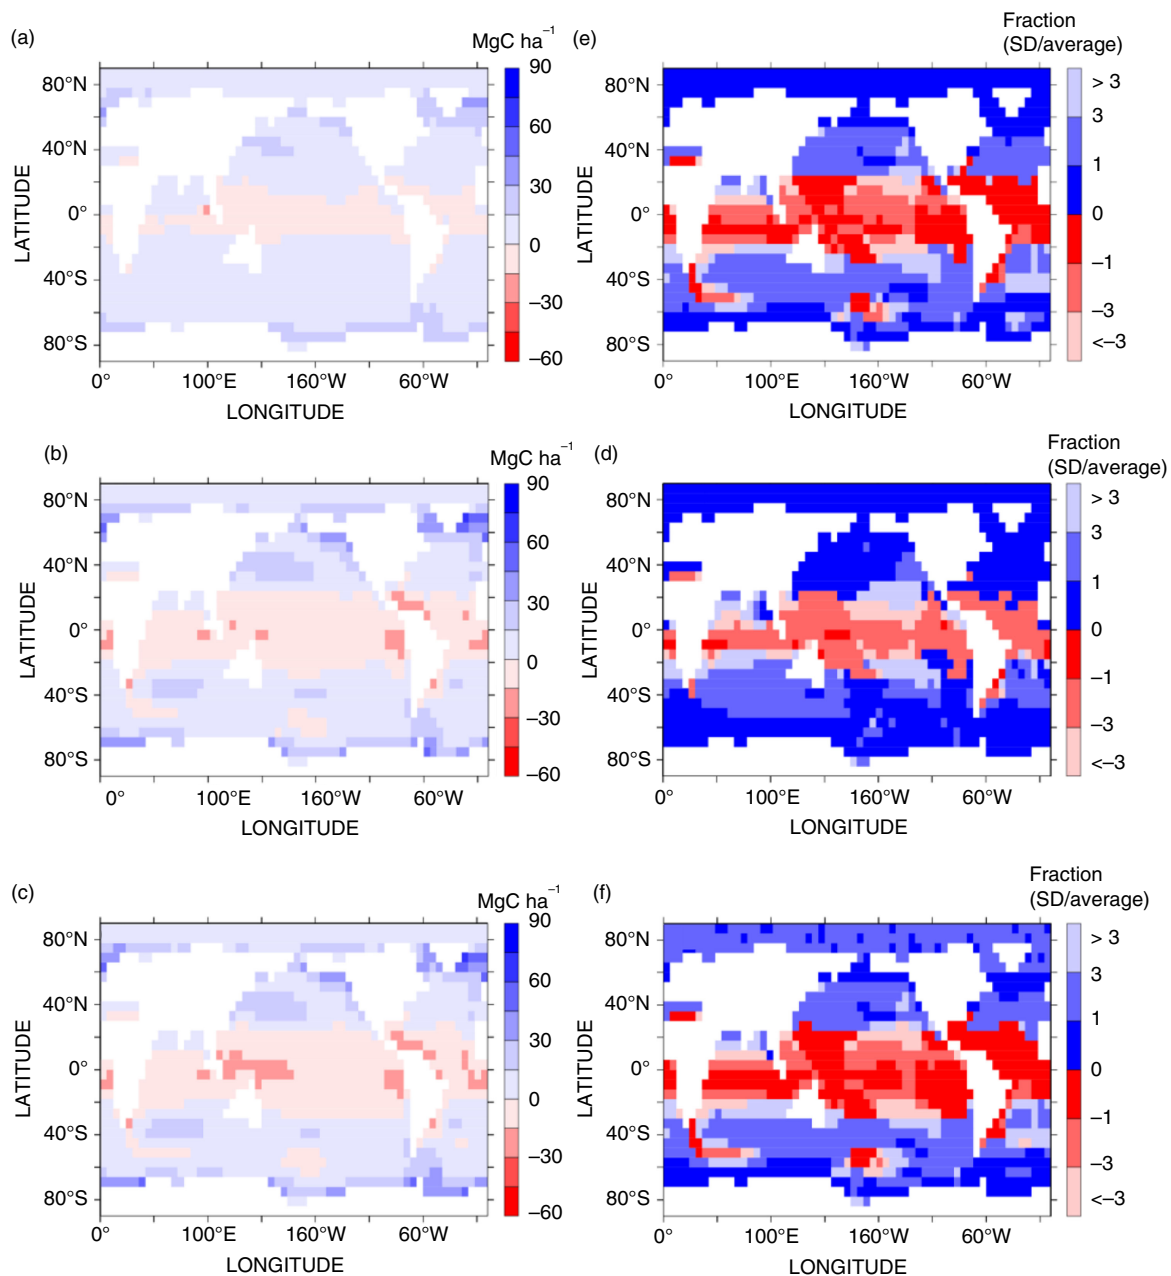 (a)
MgC ha⁻¹
90
60
30
0
–30
–60
80°N
40°N
0°
40°S
80°S
LATITUDE
0°
100°E
160°W
60°W
LONGITUDE
(e)
Fraction
(SD/average)
> 3
3
1
0
–1
–3
<–3
80°N
40°N
0°
40°S
80°S
LATITUDE
0°
100°E
160°W
60°W
LONGITUDE
(b)
MgC ha⁻¹
90
60
30
0
–30
–60
80°N
40°N
0°
40°S
80°S
LATITUDE
0°
100°E
160°W
60°W
LONGITUDE
(d)
Fraction
(SD/average)
> 3
3
1
0
–1
–3
<–3
80°N
40°N
0°
40°S
80°S
LATITUDE
0°
100°E
160°W
60°W
LONGITUDE
(c)
MgC ha⁻¹
90
60
30
0
–30
–60
80°N
40°N
0°
40°S
80°S
LATITUDE
0°
100°E
160°W
60°W
LONGITUDE
(f)
Fraction
(SD/average)
> 3
3
1
0
–1
–3
<–3
80°N
40°N
0°
40°S
80°S
LATITUDE
0°
100°E
160°W
60°W
LONGITUDE